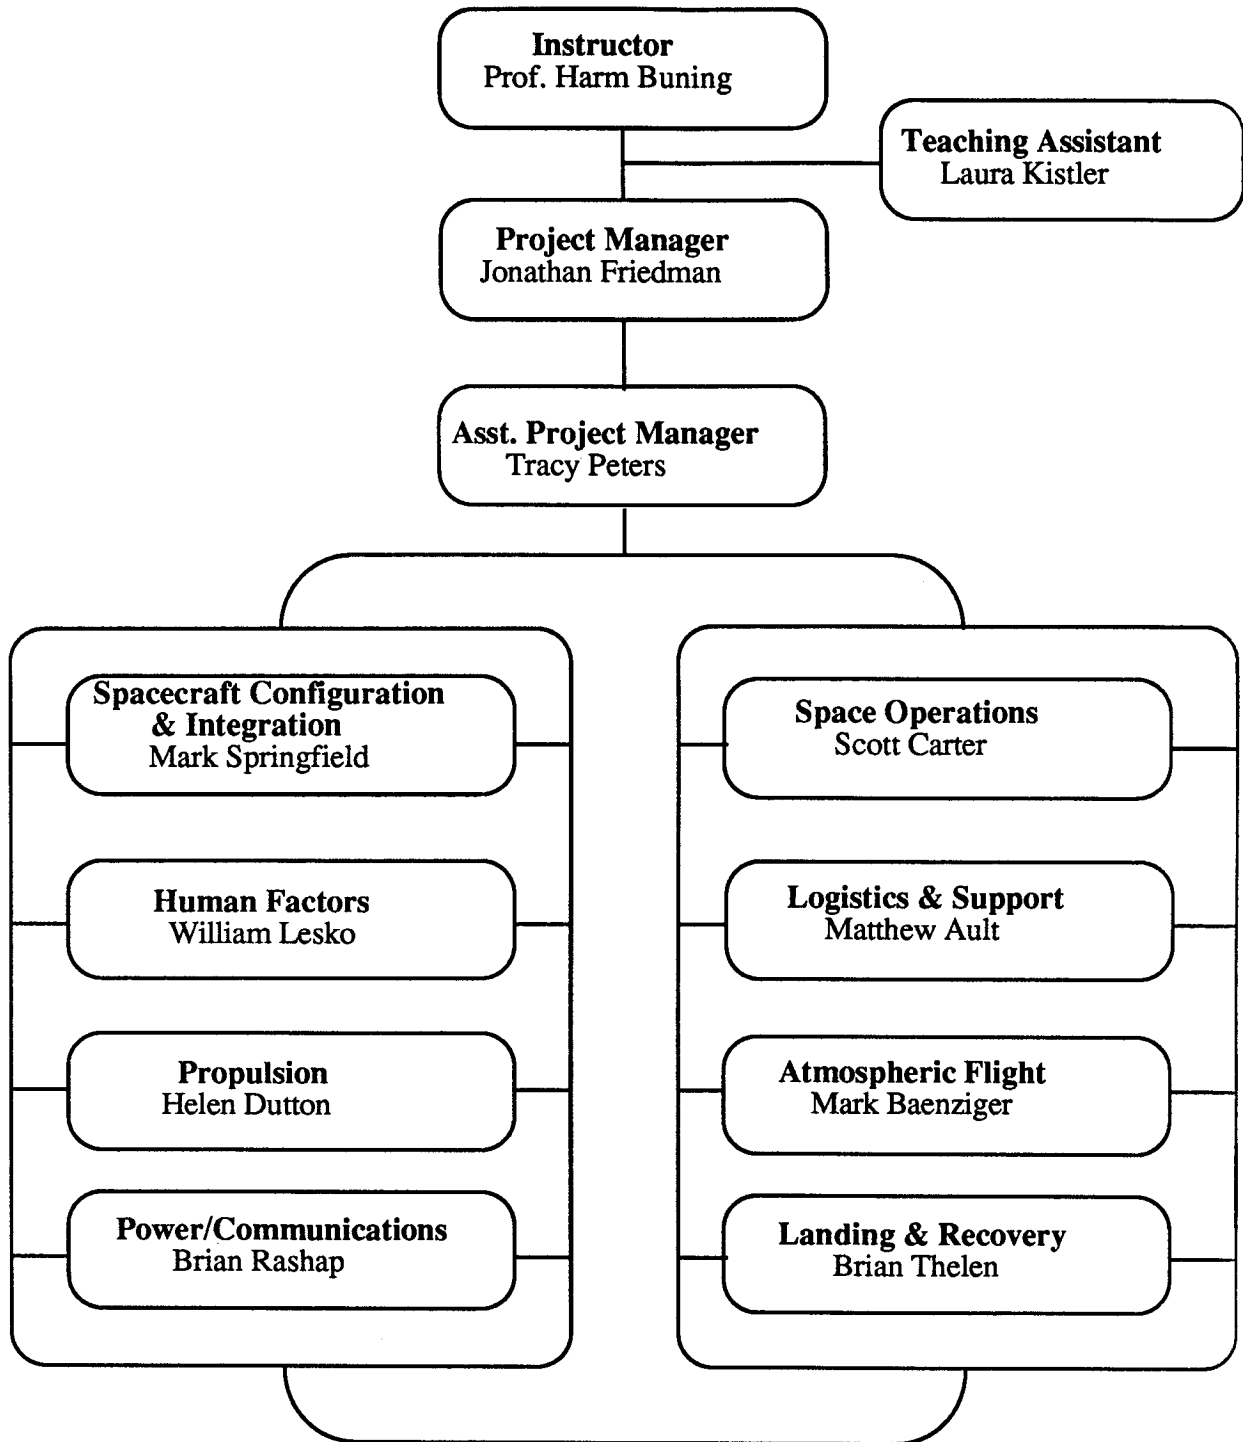 Instructor
Prof. Harm Buning
Teaching Assistant
Laura Kistler
Project Manager
Jonathan Friedman
Asst. Project Manager
Tracy Peters
Spacecraft Configuration
& Integration
Mark Springfield
Human Factors
William Lesko
Propulsion
Helen Dutton
Power/Communications
Brian Rashap
Space Operations
Scott Carter
Logistics & Support
Matthew Ault
Atmospheric Flight
Mark Baenziger
Landing & Recovery
Brian Thelen